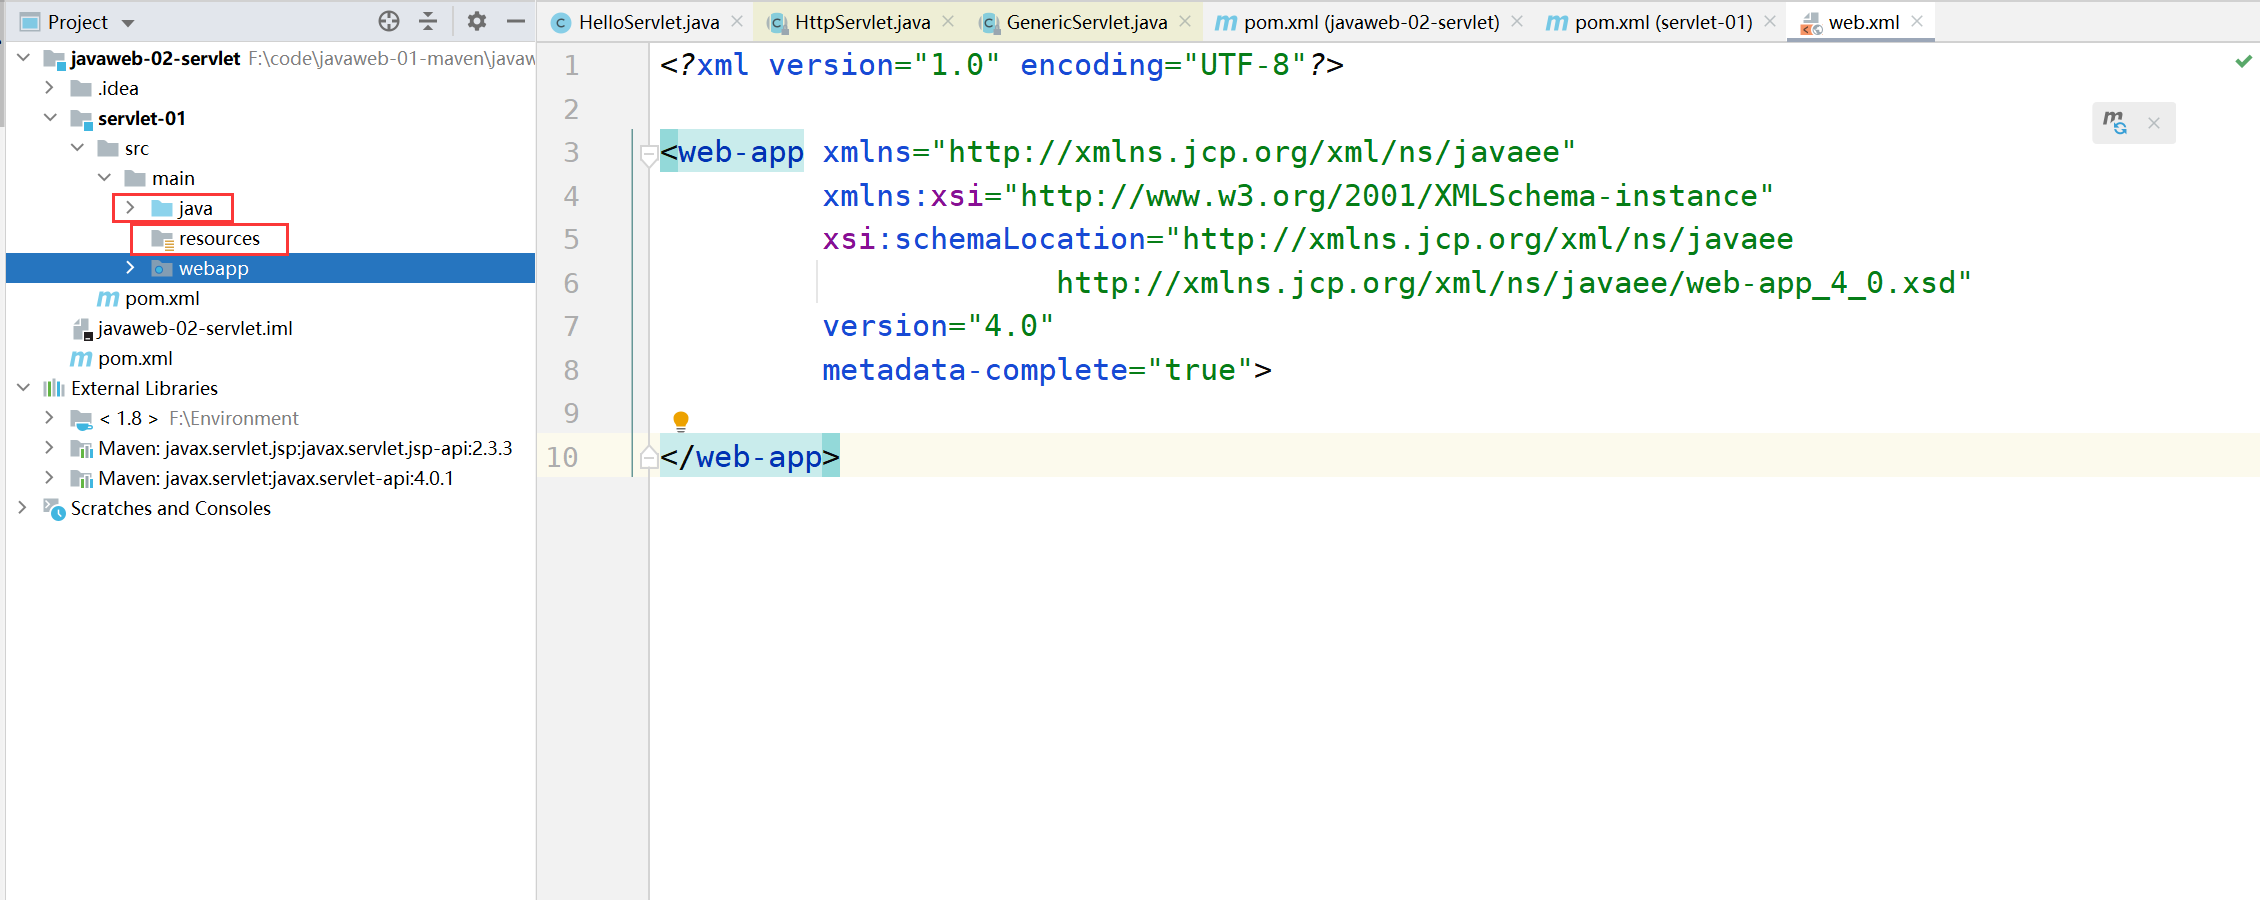 Project
javaweb-02-servlet F:\code\javaweb-01-maven\javaw
.idea
servlet-01
src
main
java
resources
webapp
pom.xml
javaweb-02-servlet.iml
pom.xml
External Libraries
< 1.8 > F:\Environment
Maven: javax.servlet.jsp:javax.servlet.jsp-api:2.3.3
Maven: javax.servlet:javax.servlet-api:4.0.1
Scratches and Consoles
HelloServlet.java HttpServlet.java GenericServlet.java pom.xml (javaweb-02-servlet) pom.xml (servlet-01) web.xml
1 <?xml version="1.0" encoding="UTF-8"?>
2
3 <web-app xmlns="http://xmlns.jcp.org/xml/ns/javaee"
4 xmlns:xsi="http://www.w3.org/2001/XMLSchema-instance"
5 xsi:schemaLocation="http://xmlns.jcp.org/xml/ns/javaee
6 http://xmlns.jcp.org/xml/ns/javaee/web-app_4_0.xsd"
7 version="4.0"
8 metadata-complete="true">
9
10 </web-app>